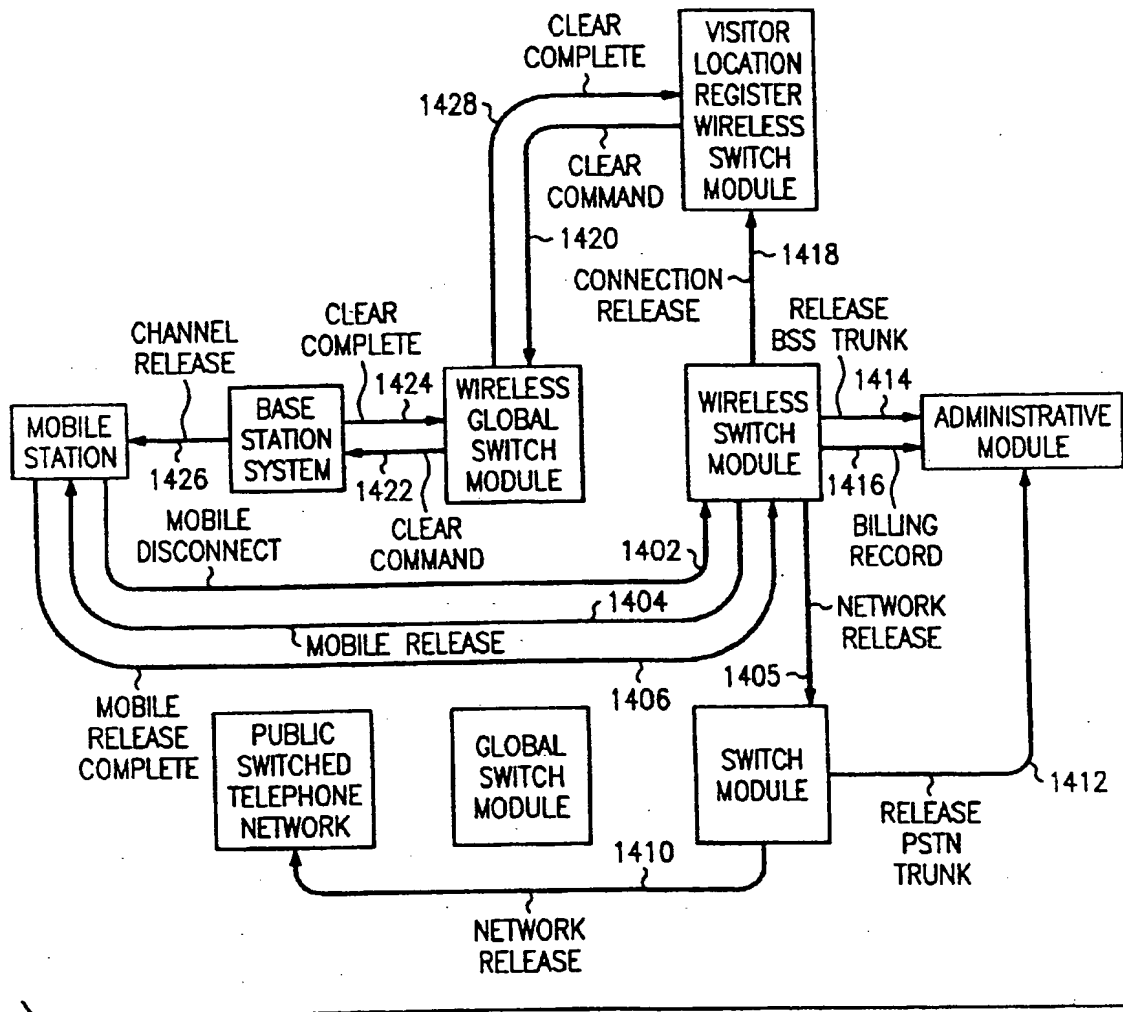 CLEAR
COMPLETE
1428
VISITOR
LOCATION
REGISTER
WIRELESS
SWITCH
MODULE
CLEAR
COMMAND
1420
1418
CONNECTION
RELEASE
CHANNEL
RELEASE
CLEAR
COMPLETE
1424
RELEASE
BSS TRUNK
1414
MOBILE
STATION
1426
BASE
STATION
SYSTEM
1422
WIRELESS
GLOBAL
SWITCH
MODULE
WIRELESS
SWITCH
MODULE
1416
ADMINISTRATIVE
MODULE
MOBILE
DISCONNECT
CLEAR
COMMAND
1402
BILLING
RECORD
1404
MOBILE RELEASE
NETWORK
RELEASE
1405
1406
MOBILE
RELEASE
COMPLETE
PUBLIC
SWITCHED
TELEPHONE
NETWORK
GLOBAL
SWITCH
MODULE
SWITCH
MODULE
1412
RELEASE
PSTN
TRUNK
1410
NETWORK
RELEASE